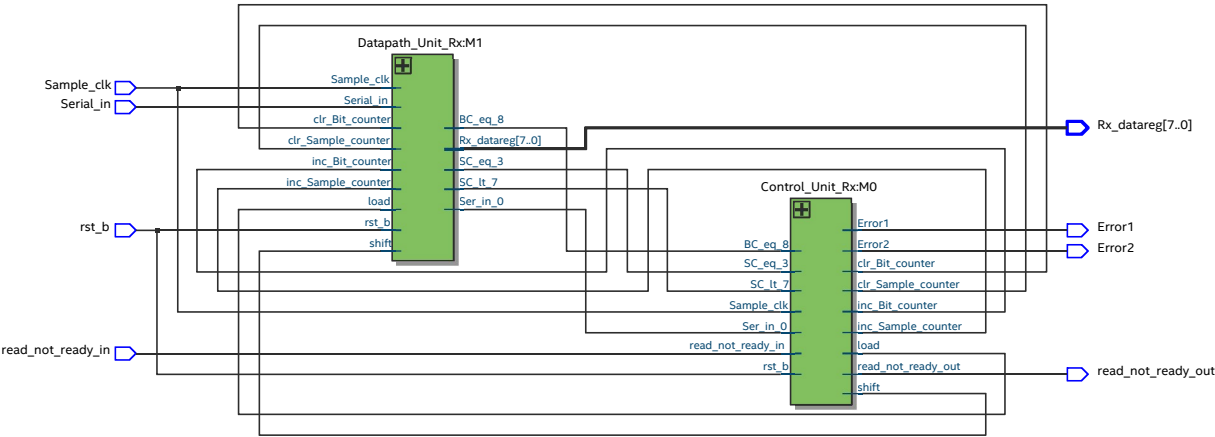 Datapath_Unit_Rx:M1
Sample_clk
Serial_in
Sample_clk
Serial_in
clr_Bit_counter
clr_Sample_counter
inc_Bit_counter
inc_Sample_counter
load
rst_b
shift
BC_eq_8
Rx_datareg[7..0]
SC_eq_3
SC_lt_7
Ser_in_0
Rx_datareg[7..0]
rst_b
Control_Unit_Rx:M0
BC_eq_8
SC_eq_3
SC_lt_7
Sample_clk
Ser_in_0
read_not_ready_in
rst_b
Error1
Error2
clr_Bit_counter
clr_Sample_counter
inc_Bit_counter
inc_Sample_counter
load
read_not_ready_out
shift
Error1
Error2
read_not_ready_in
read_not_ready_out